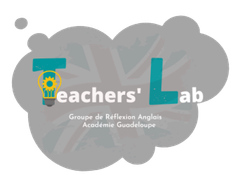 Teachers' Lab
Groupe de Réflexion Anglais
Académie Guadeloupe